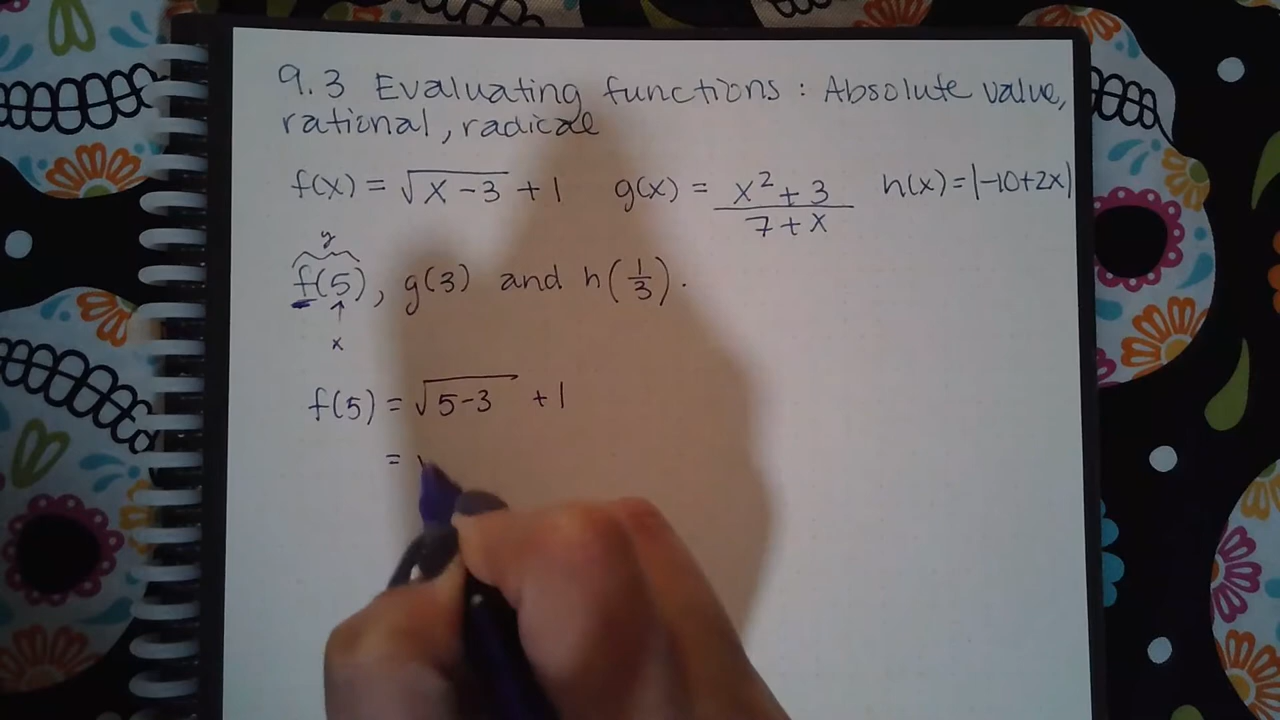 9.3 Evaluating functions : Absolute value,
rational, radical
f(x) = √(x-3) + 1   g(x) = (x² + 3)/(7 + x)   h(x) = |-10+2x|
y
f(5), g(3) and h(1/3).
↑
x
f(5) = √(5-3) + 1
=